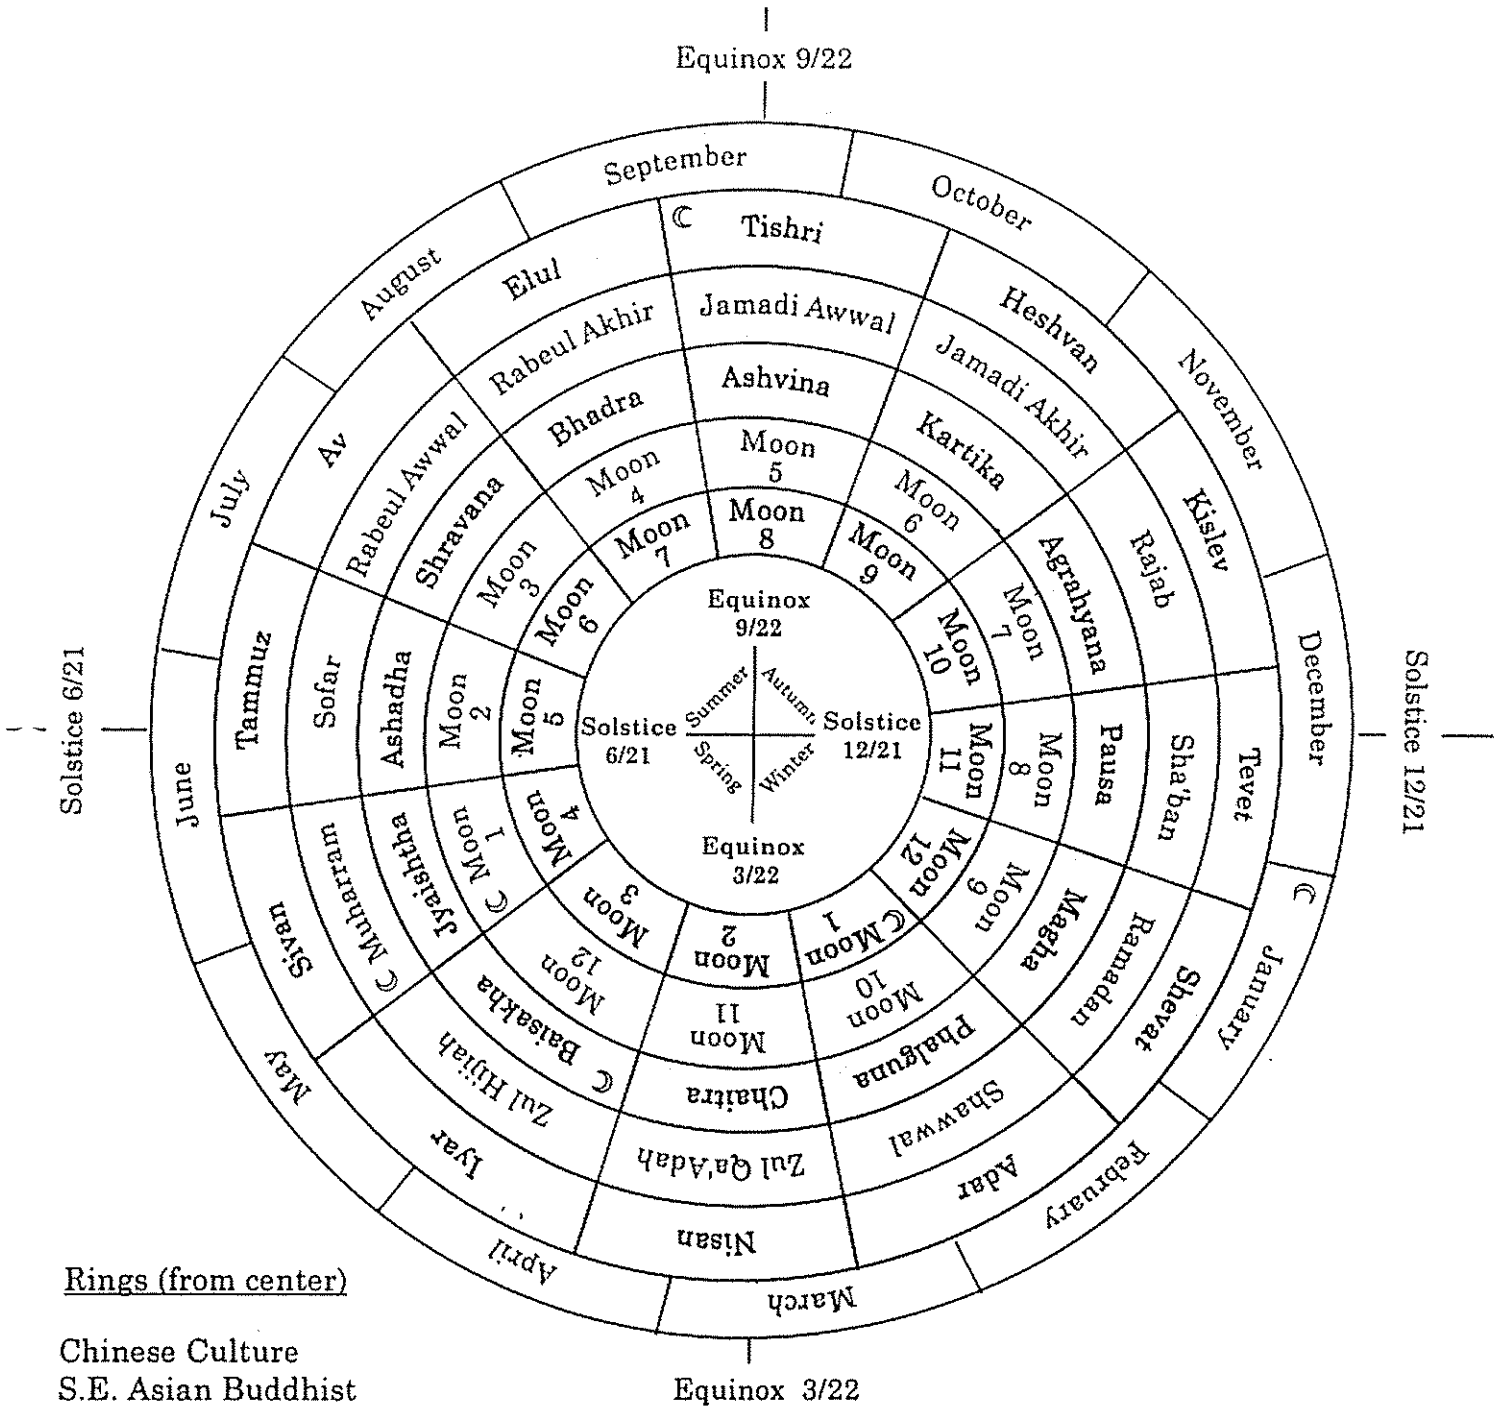 Equinox 9/22
September
October
November
December
January
February
March
April
May
June
July
August
Tishri
Heshvan
Kislev
Tevet
Shevat
Adar
Nisan
Iyar
Sivan
Tammuz
Av
Elul
Jamadi Awwal
Jamadi Akhir
Rajab
Sha'ban
Ramadan
Shawwal
Zul Qa'Adah
Zul Hijjah
Muharram
Sofar
Rabeul Awwal
Rabeul Akhir
Ashvina
Kartika
Agrahyana
Pausa
Magha
Phalguna
Chaitra
Baisakha
Jyaishtha
Ashadha
Shravana
Bhadra
Moon
5
Moon
6
Moon
7
Moon
8
Moon
9
Moon
10
Moon
11
Moon
12
Moon
1
Moon
2
Moon
3
Moon
4
Moon
8
Moon
9
Moon
10
Moon
11
Moon
12
Moon
1
Moon
2
Moon
3
Moon
4
Moon
5
Moon
6
Moon
7
Equinox
9/22
Summer
Autumn
Solstice
6/21
Solstice
12/21
Spring
Winter
Equinox
3/22
Solstice 6/21
Solstice 12/21
Equinox 3/22
Rings (from center)
Chinese Culture
S.E. Asian Buddhist